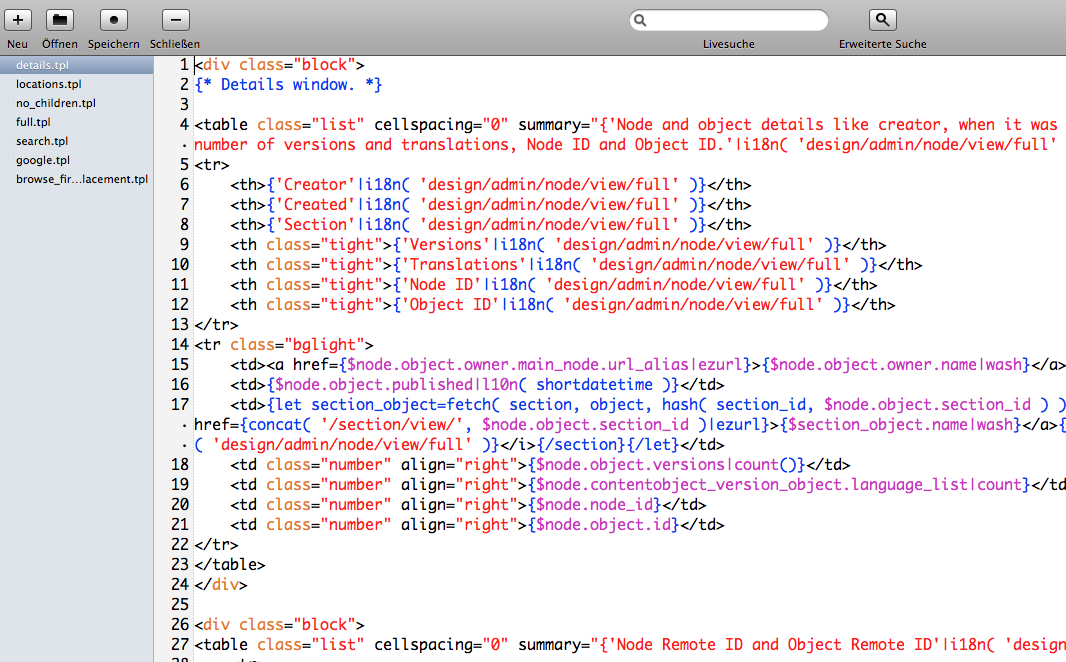 Neu Öffnen Speichern Schließen Livesuche Erweiterte Suche
details.tpl
locations.tpl
no_children.tpl
full.tpl
search.tpl
google.tpl
browse_fir...lacement.tpl
1 <div class="block">
2 {* Details window. *}
3
4 <table class="list" cellspacing="0" summary="{'Node and object details like creator, when it was
· number of versions and translations, Node ID and Object ID.'|i18n( 'design/admin/node/view/full'
5 <tr>
6 <th>{'Creator'|i18n( 'design/admin/node/view/full' )}</th>
7 <th>{'Created'|i18n( 'design/admin/node/view/full' )}</th>
8 <th>{'Section'|i18n( 'design/admin/node/view/full' )}</th>
9 <th class="tight">{'Versions'|i18n( 'design/admin/node/view/full' )}</th>
10 <th class="tight">{'Translations'|i18n( 'design/admin/node/view/full' )}</th>
11 <th class="tight">{'Node ID'|i18n( 'design/admin/node/view/full' )}</th>
12 <th class="tight">{'Object ID'|i18n( 'design/admin/node/view/full' )}</th>
13 </tr>
14 <tr class="bglight">
15 <td><a href={$node.object.owner.main_node.url_alias|ezurl}>{$node.object.owner.name|wash}</a>
16 <td>{$node.object.published|l10n( shortdatetime )}</td>
17 <td>{let section_object=fetch( section, object, hash( section_id, $node.object.section_id ) )
· href={concat( '/section/view/', $node.object.section_id )|ezurl}>{$section_object.name|wash}</a>{
· ( 'design/admin/node/view/full' )}</i>{/section}{/let}</td>
18 <td class="number" align="right">{$node.object.versions|count()}</td>
19 <td class="number" align="right">{$node.contentobject_version_object.language_list|count}</td
20 <td class="number" align="right">{$node.node_id}</td>
21 <td class="number" align="right">{$node.object.id}</td>
22 </tr>
23 </table>
24 </div>
25
26 <div class="block">
27 <table class="list" cellspacing="0" summary="{'Node Remote ID and Object Remote ID'|i18n( 'design